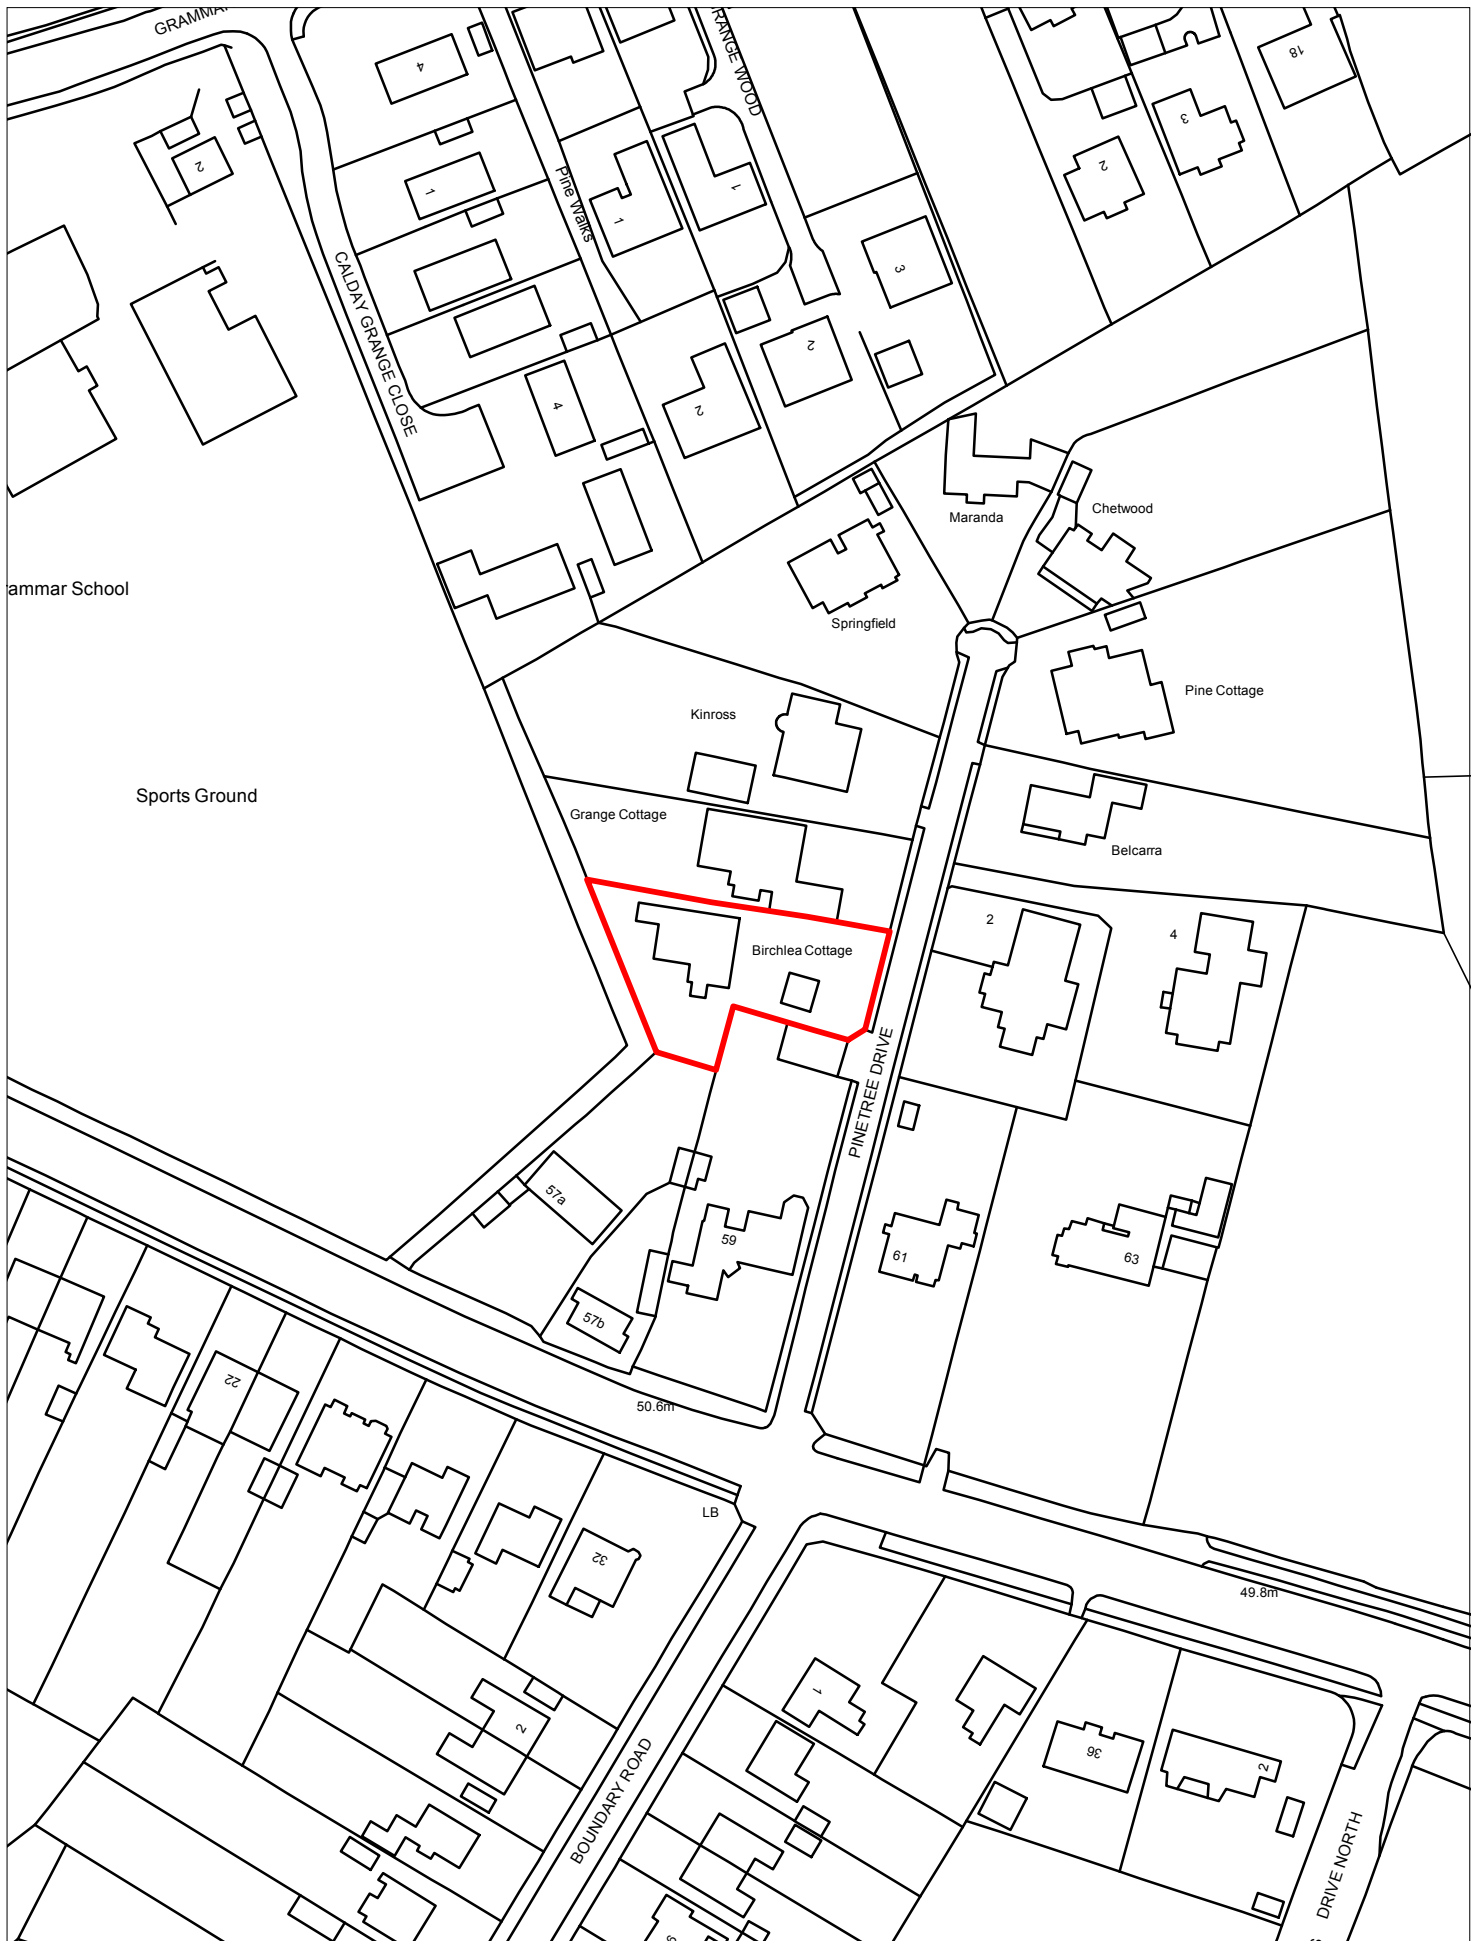 GRAMMAR
RANGE WOOD
4
18
3
2
2
1
1
1
Pine Walks
CALDAY GRANGE CLOSE
3
2
4
2
Maranda
Chetwood
ammar School
Springfield
Pine Cottage
Kinross
Sports Ground
Grange Cottage
Belcarra
2
4
Birchlea Cottage
PINETREE DRIVE
57a
59
61
63
57b
22
50.6m
LB
32
49.8m
1
2
36
2
BOUNDARY ROAD
DRIVE NORTH